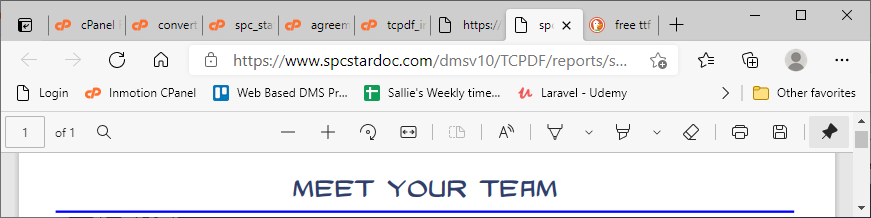 cPanel convert spc_sta agreem tcpdf_in https:/ spc free ttf
https://www.spcstardoc.com/dmsv10/TCPDF/reports/s...
Login Inmotion CPanel Web Based DMS Pr... Sallie's Weekly time... Laravel - Udemy Other favorites
1 of 1
MEET YOUR TEAM